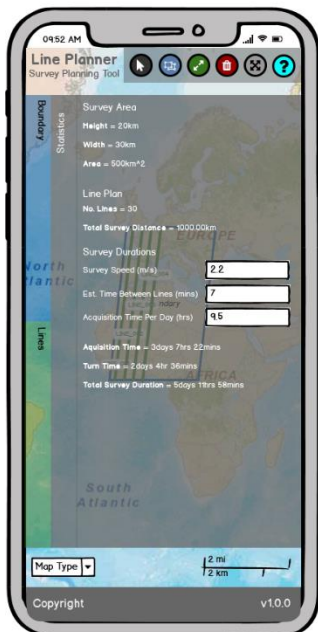 09:52 AM
Line Planner
Survey Planning Tool
?
Boundary
Statistics
Survey Area
Height = 20km
Width = 30km
Area = 500km^2
Line Plan
No. Lines = 30
Total Survey Distance = 1000.00km
EUROPE
Survey Durations
Survey Speed (m/s)
2.2
North
Atlantic
Est. Time Between Lines (mins)
7
Acquisition Time Per Day (hrs)
9.5
Lines
Aquisition Time = 3days 7hrs 22mins
Turn Time = 2days 4hr 36mins
AFRICA
Total Survey Duration = 5days 11hrs 58mins
South
Atlantic
Map Type
2 mi
2 km
Copyright
v1.0.0